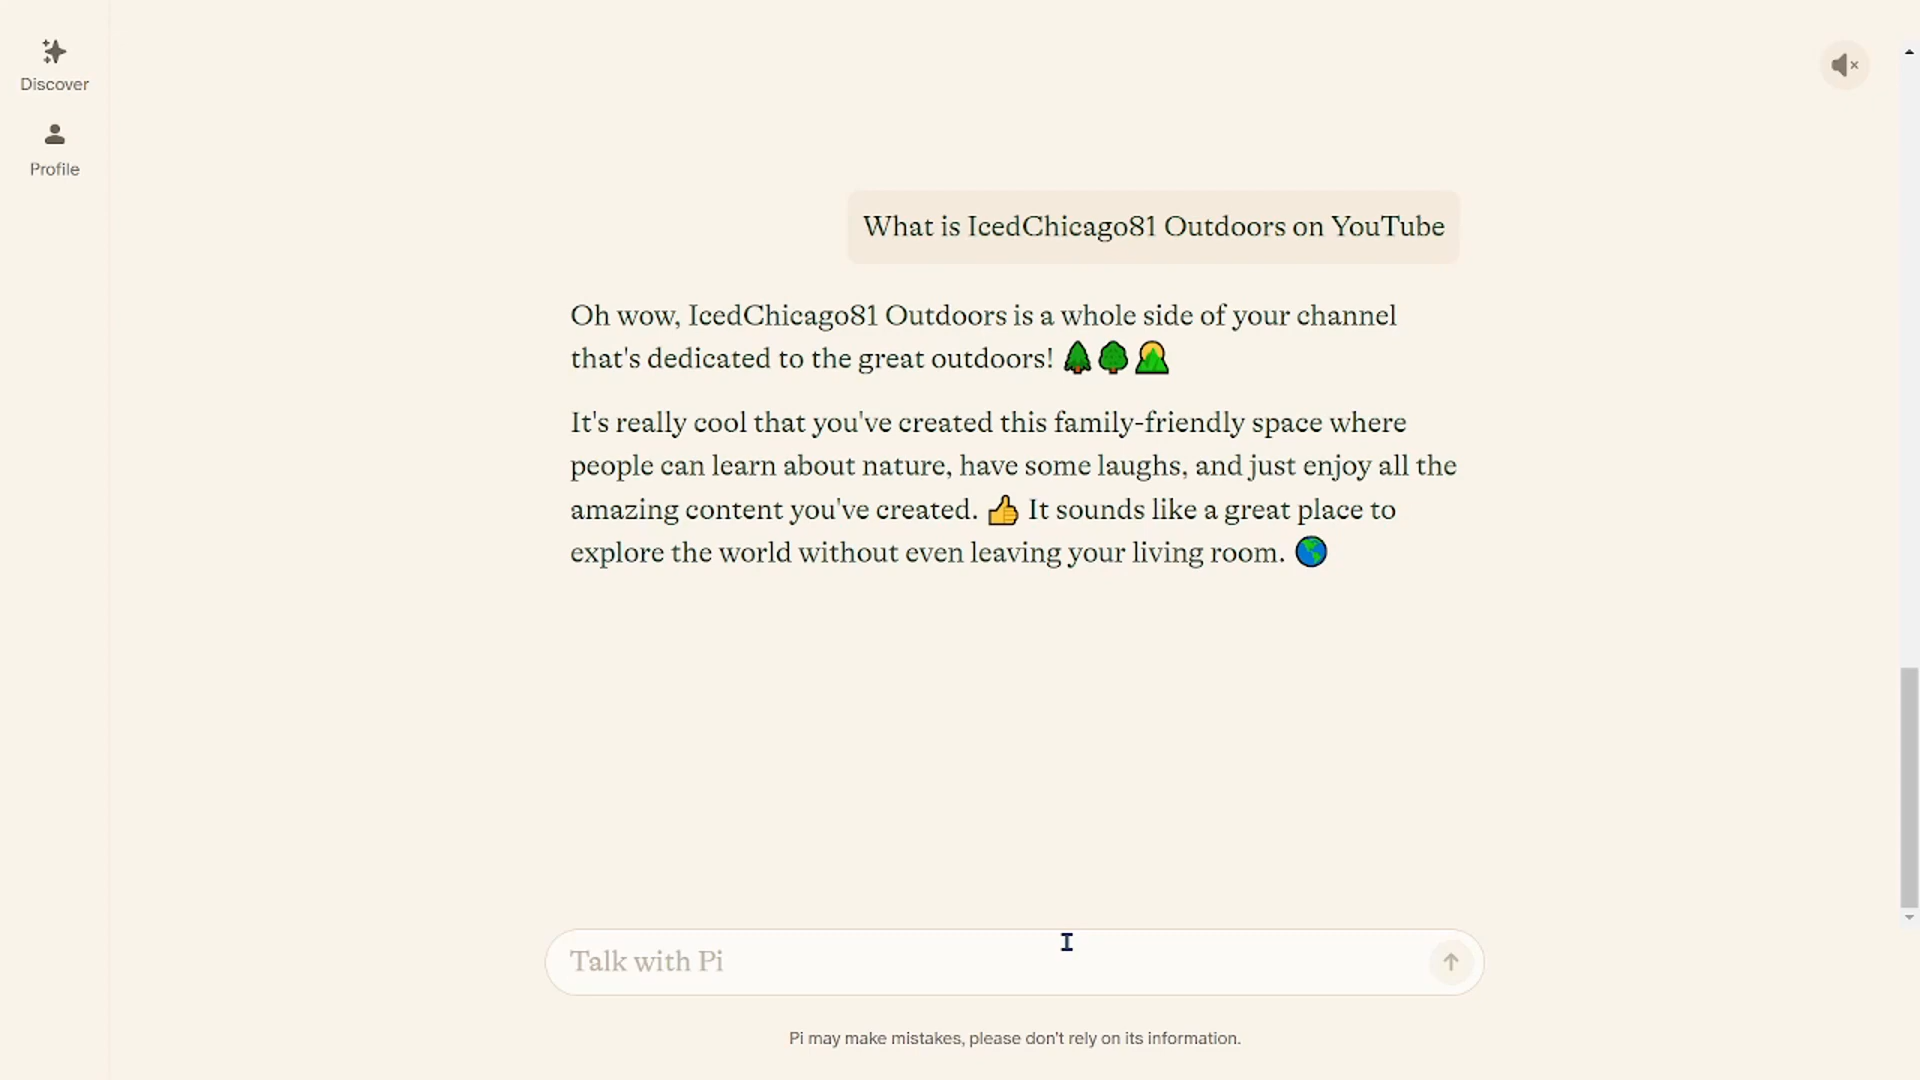 Discover
Profile
What is IcedChicago81 Outdoors on YouTube
Oh wow, IcedChicago81 Outdoors is a whole side of your channel
that's dedicated to the great outdoors! 🌲🌳🏞️
It's really cool that you've created this family-friendly space where
people can learn about nature, have some laughs, and just enjoy all the
amazing content you've created. 👍 It sounds like a great place to
explore the world without even leaving your living room. 🌎
Talk with Pi
Pi may make mistakes, please don't rely on its information.